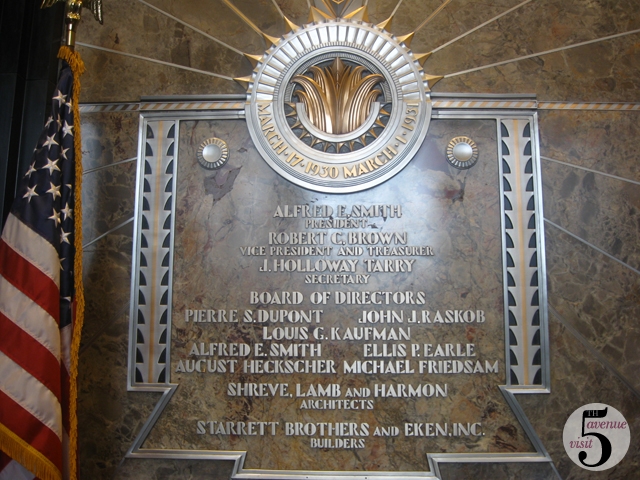 MARCH·17·1930 MARCH·1·1931
ALFRED E. SMITH
PRESIDENT
ROBERT C. BROWN
VICE PRESIDENT AND TREASURER
J. HOLLOWAY TARRY
SECRETARY
BOARD OF DIRECTORS
PIERRE S. DUPONT JOHN J. RASKOB
LOUIS G. KAUFMAN
ALFRED E. SMITH ELLIS P. EARLE
AUGUST HECKSCHER MICHAEL FRIEDSAM
SHREVE, LAMB AND HARMON
ARCHITECTS
STARRETT BROTHERS AND EKEN, INC.
BUILDERS
visit 5TH avenue